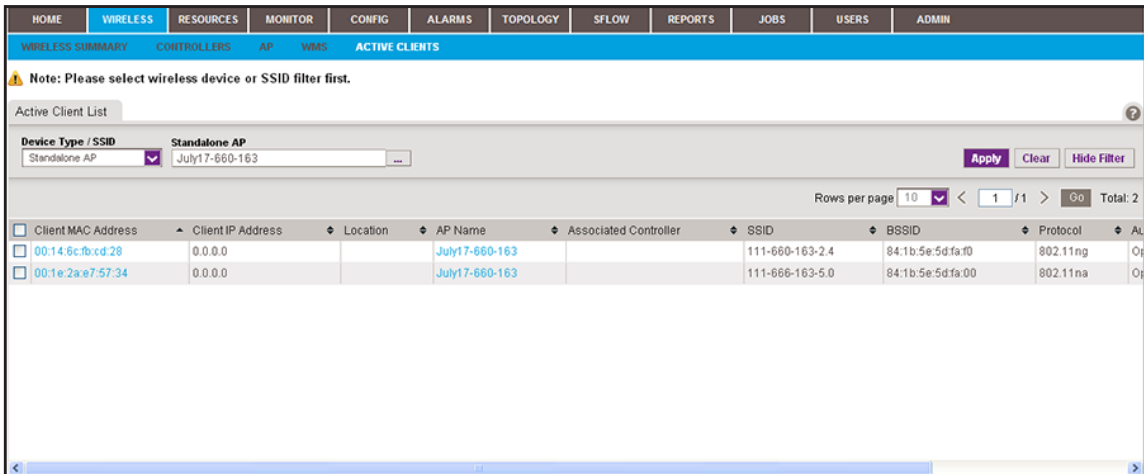 HOME WIRELESS RESOURCES MONITOR CONFIG ALARMS TOPOLOGY SFLOW REPORTS JOBS USERS ADMIN
WIRELESS SUMMARY CONTROLLERS AP WMS ACTIVE CLIENTS
Note: Please select wireless device or SSID filter first.
Active Client List
Device Type / SSID Standalone AP
Standalone AP July17-660-163 ... Apply Clear Hide Filter
Rows per page 10 < 1 /1 > Go Total: 2
Client MAC Address Client IP Address Location AP Name Associated Controller SSID BSSID Protocol Au
00:14:6c:fb:cd:28 0.0.0.0 July17-660-163 111-660-163-2.4 84:1b:5e:5d:fa:f0 802.11ng Op
00:1e:2a:e7:57:34 0.0.0.0 July17-660-163 111-666-163-5.0 84:1b:5e:5d:fa:00 802.11na Op